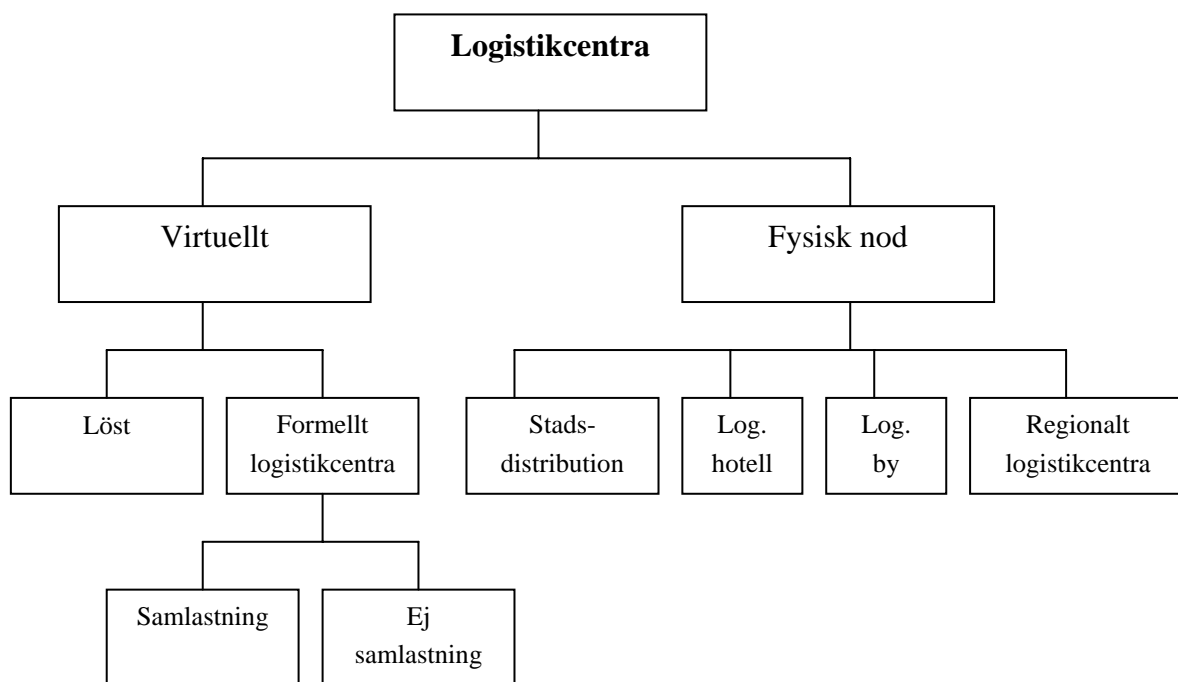 Logistikcentra
Virtuellt
Fysisk nod
Löst
Formellt
logistikcentra
Stads-
distribution
Log.
hotell
Log.
by
Regionalt
logistikcentra
Samlastning
Ej
samlastning